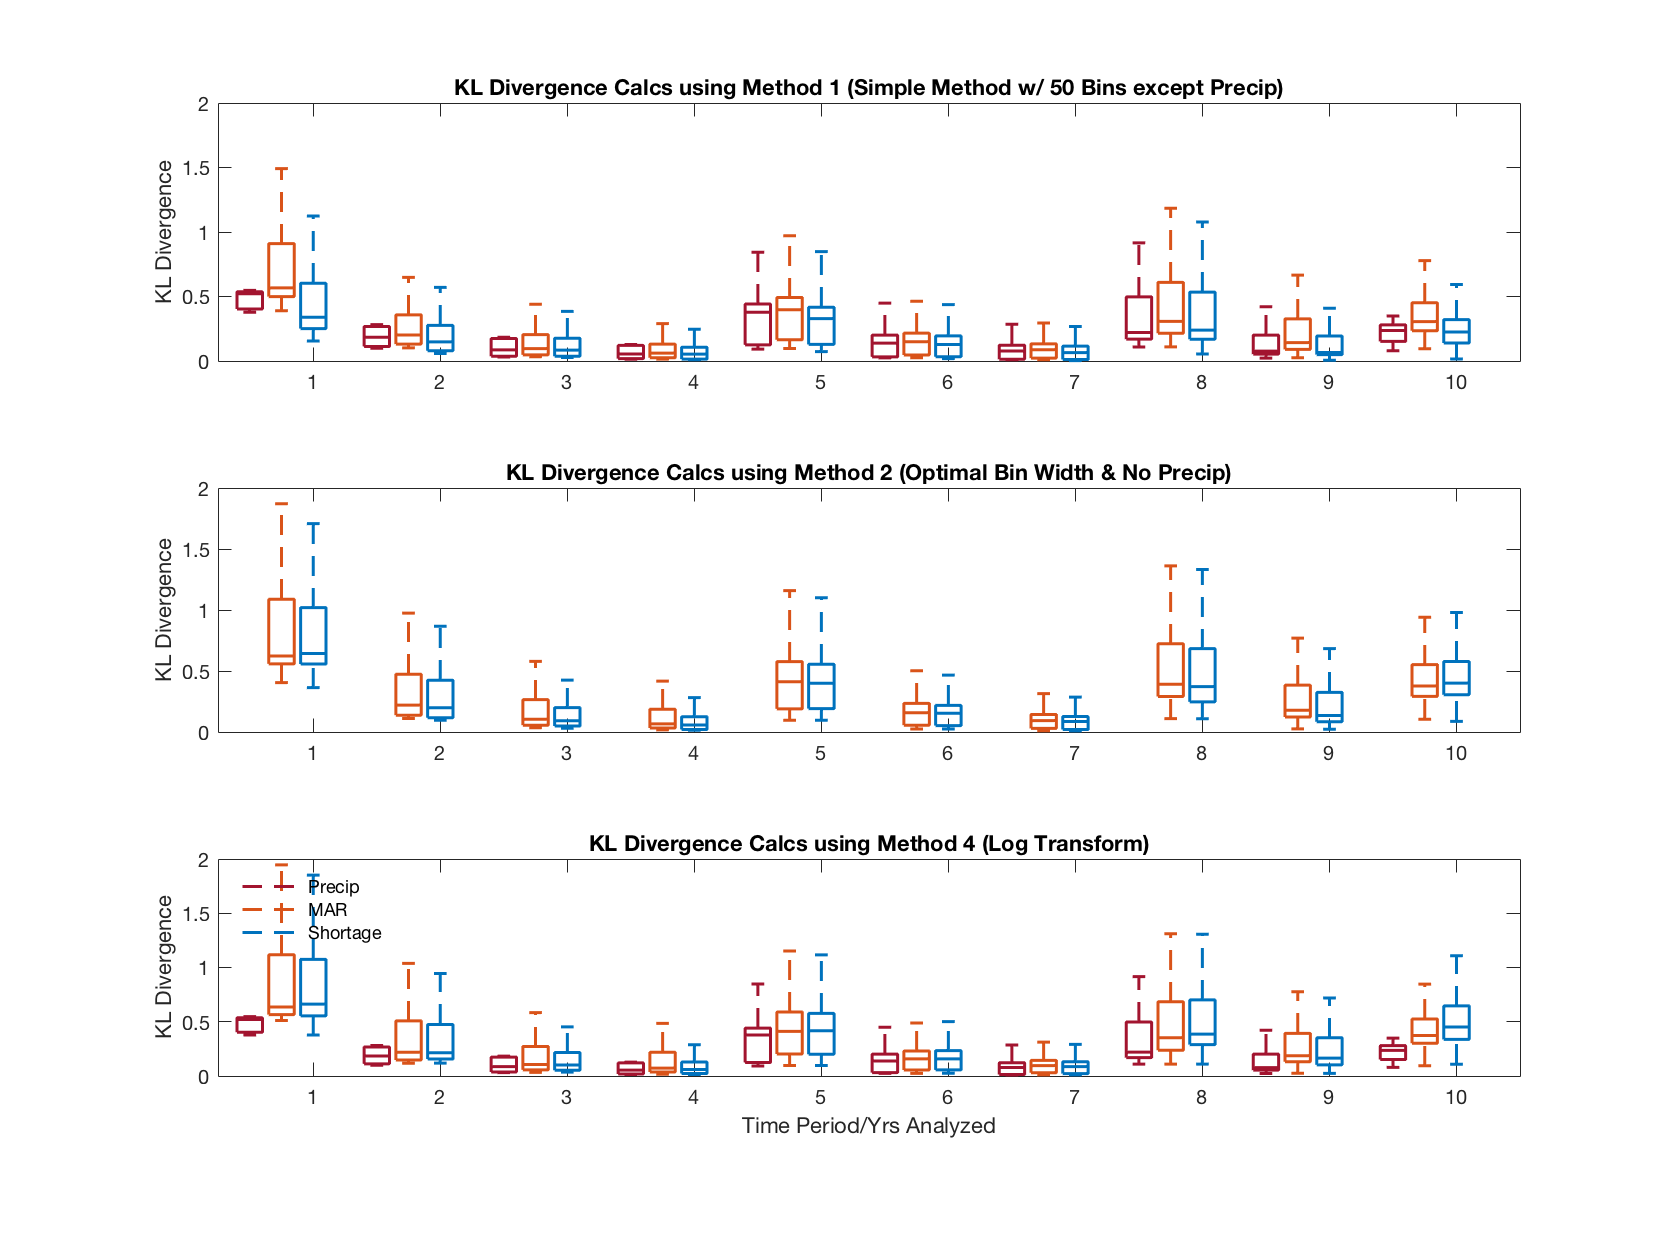 KL Divergence Calcs using Method 1 (Simple Method w/ 50 Bins except Precip)
KL Divergence
2
1.5
1
0.5
0
1 2 3 4 5 6 7 8 9 10
KL Divergence Calcs using Method 2 (Optimal Bin Width & No Precip)
KL Divergence
2
1.5
1
0.5
0
1 2 3 4 5 6 7 8 9 10
KL Divergence Calcs using Method 4 (Log Transform)
KL Divergence
2
1.5
1
0.5
0
Precip
MAR
Shortage
1 2 3 4 5 6 7 8 9 10
Time Period/Yrs Analyzed